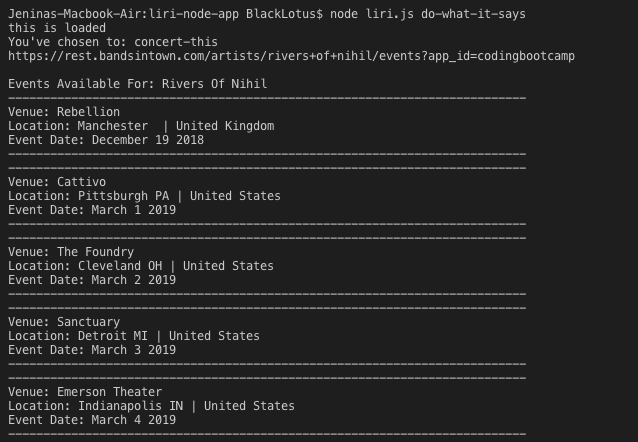 Jeninas-Macbook-Air:liri-node-app BlackLotus$ node liri.js do-what-it-says
this is loaded
You've chosen to: concert-this
https://rest.bandsintown.com/artists/rivers+of+nihil/events?app_id=codingbootcamp
Events Available For: Rivers Of Nihil
--------------------------------------------------------------------------
Venue: Rebellion
Location: Manchester  | United Kingdom
Event Date: December 19 2018
--------------------------------------------------------------------------
--------------------------------------------------------------------------
Venue: Cattivo
Location: Pittsburgh PA | United States
Event Date: March 1 2019
--------------------------------------------------------------------------
--------------------------------------------------------------------------
Venue: The Foundry
Location: Cleveland OH | United States
Event Date: March 2 2019
--------------------------------------------------------------------------
--------------------------------------------------------------------------
Venue: Sanctuary
Location: Detroit MI | United States
Event Date: March 3 2019
--------------------------------------------------------------------------
--------------------------------------------------------------------------
Venue: Emerson Theater
Location: Indianapolis IN | United States
Event Date: March 4 2019
--------------------------------------------------------------------------